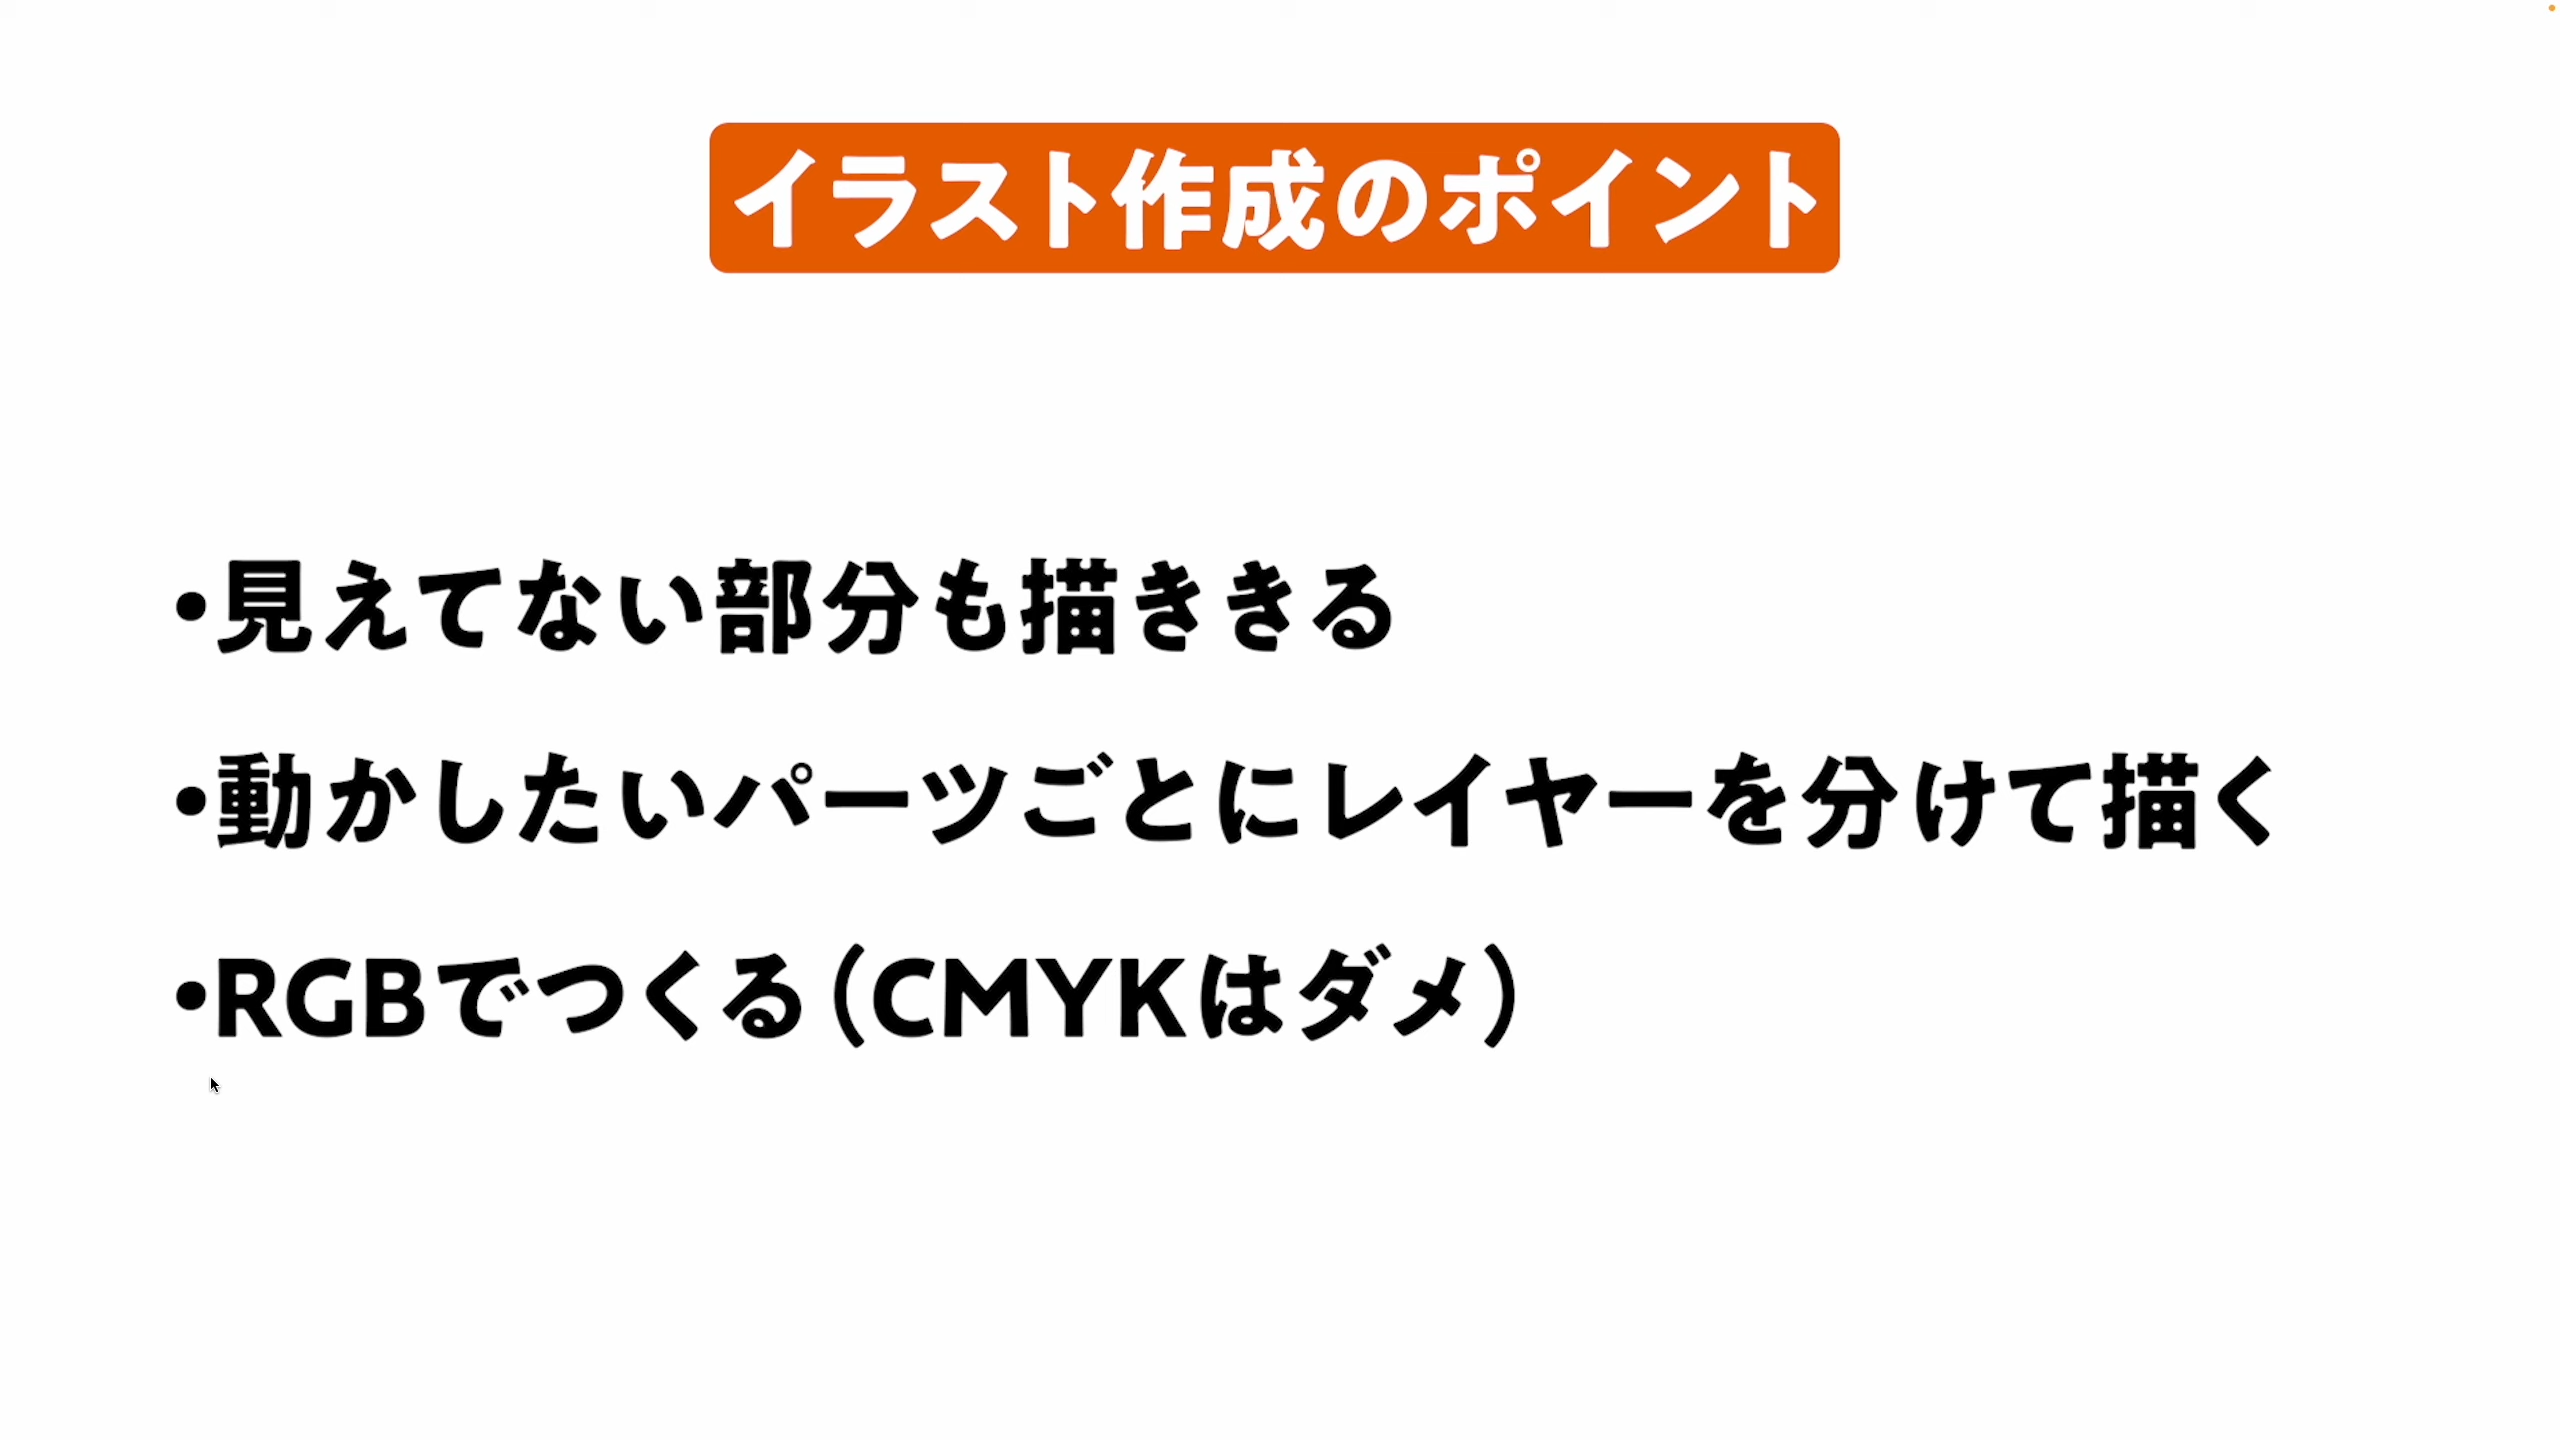 イラスト作成のポイント
•見えてない部分も描ききる
•動かしたいパーツごとにレイヤーを分けて描く
•RGBでつくる（CMYKはダメ）